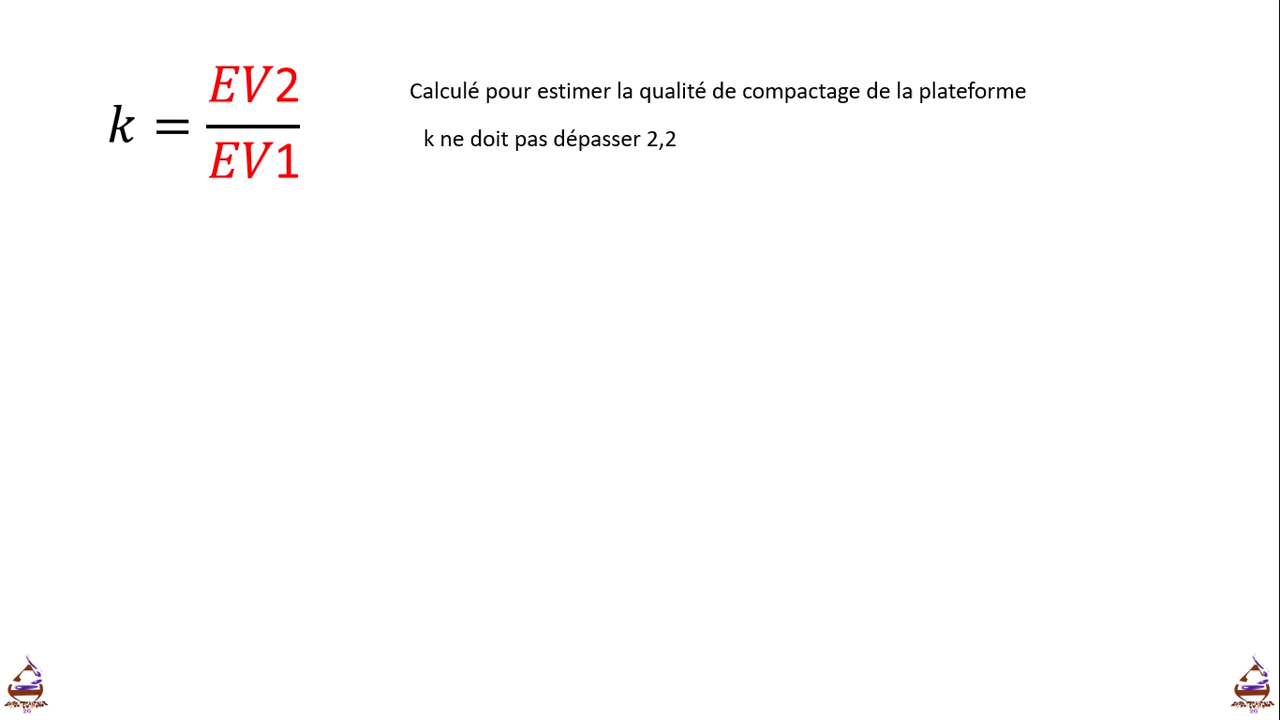 k = EV2
EV1
Calculé pour estimer la qualité de compactage de la plateforme
k ne doit pas dépasser 2,2